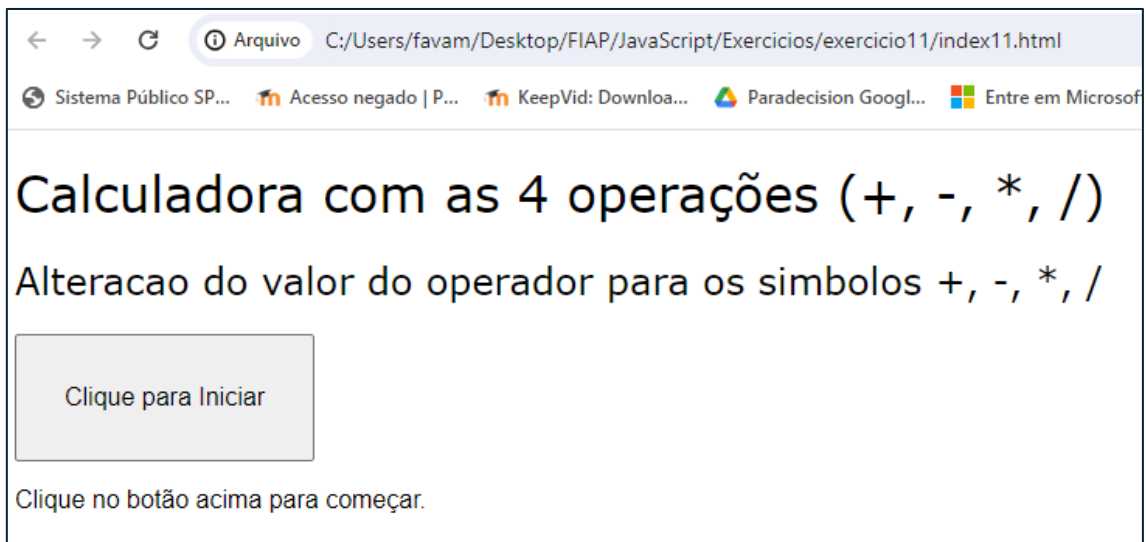 Arquivo C:/Users/favam/Desktop/FIAP/JavaScript/Exercicios/exercicio11/index11.html
Sistema Público SP... Acesso negado | P... KeepVid: Downloa... Paradecision Googl... Entre em Microsof
Calculadora com as 4 operações (+, -, *, /)
Alteracao do valor do operador para os simbolos +, -, *, /
Clique para Iniciar
Clique no botão acima para começar.